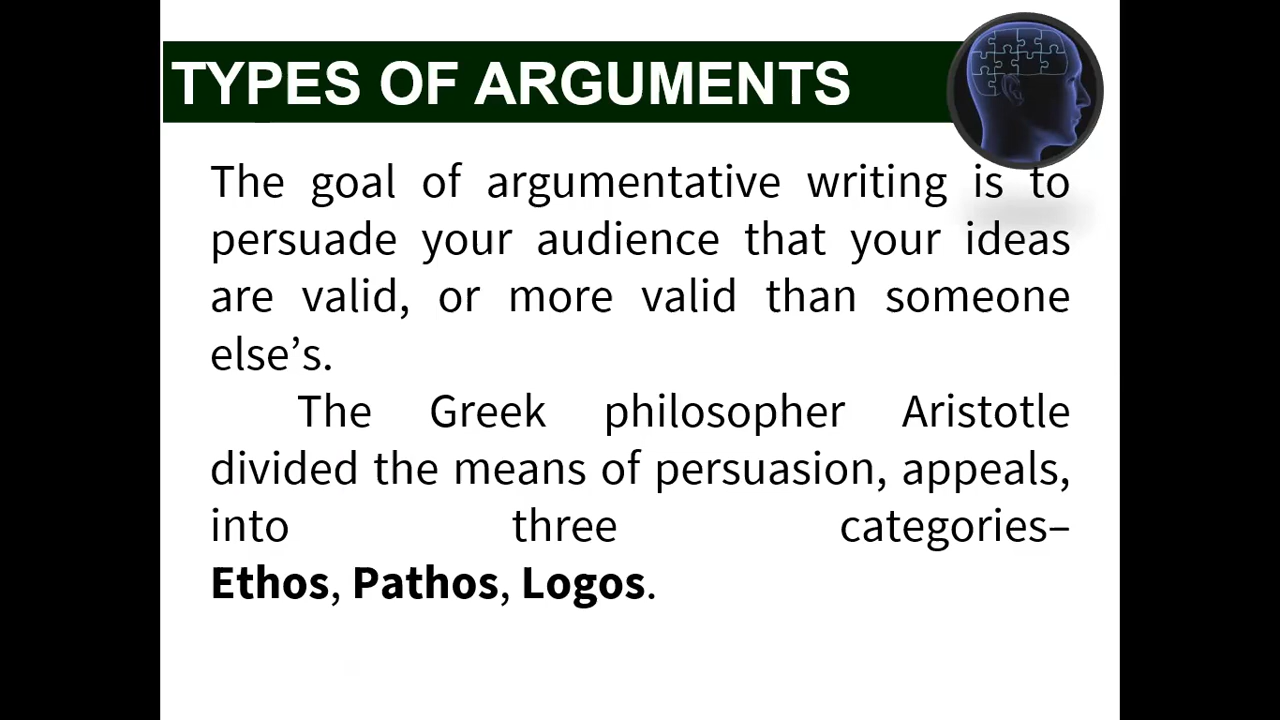 TYPES OF ARGUMENTS
The goal of argumentative writing is to
persuade your audience that your ideas
are valid, or more valid than someone
else’s.
The Greek philosopher Aristotle
divided the means of persuasion, appeals,
into three categories–
Ethos, Pathos, Logos.